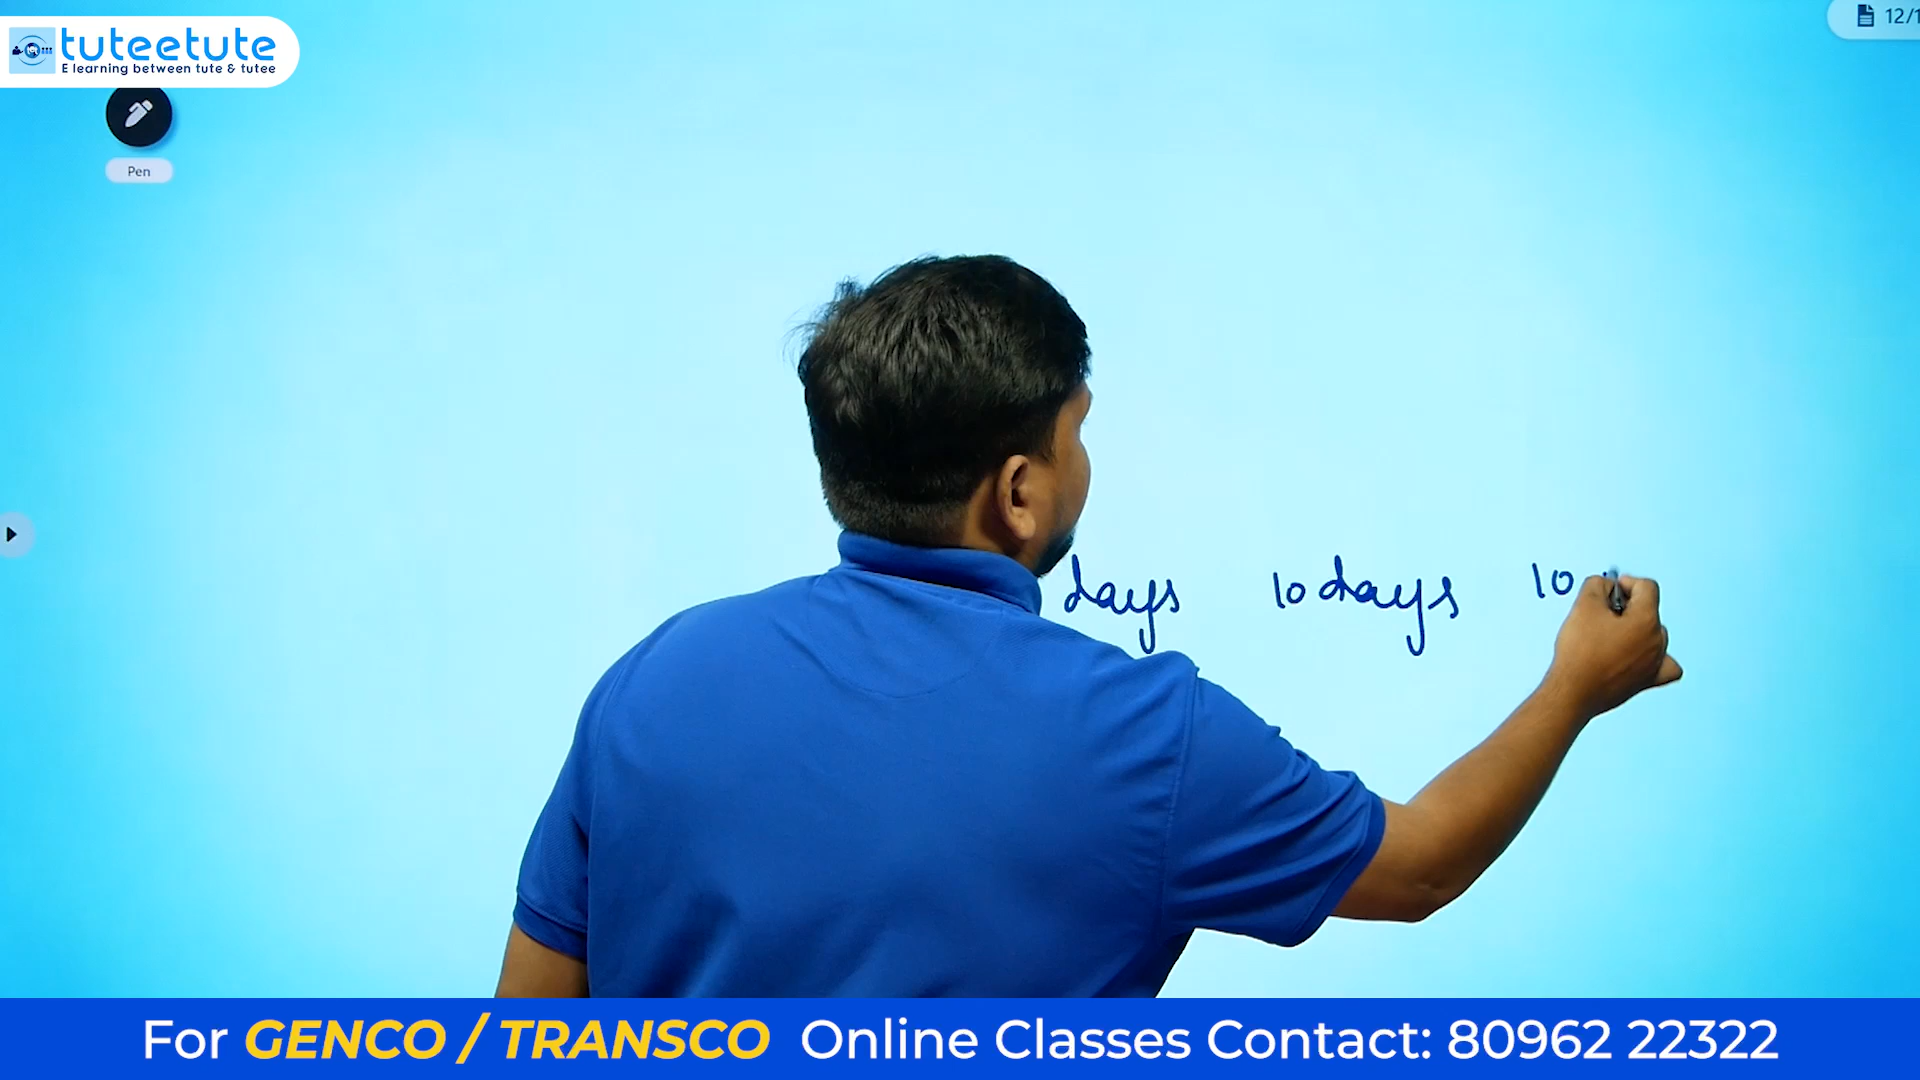 tuteetute
E learning between tute & tutee
12/1
Pen
days 10 days 10
For GENCO / TRANSCO Online Classes Contact: 80962 22322